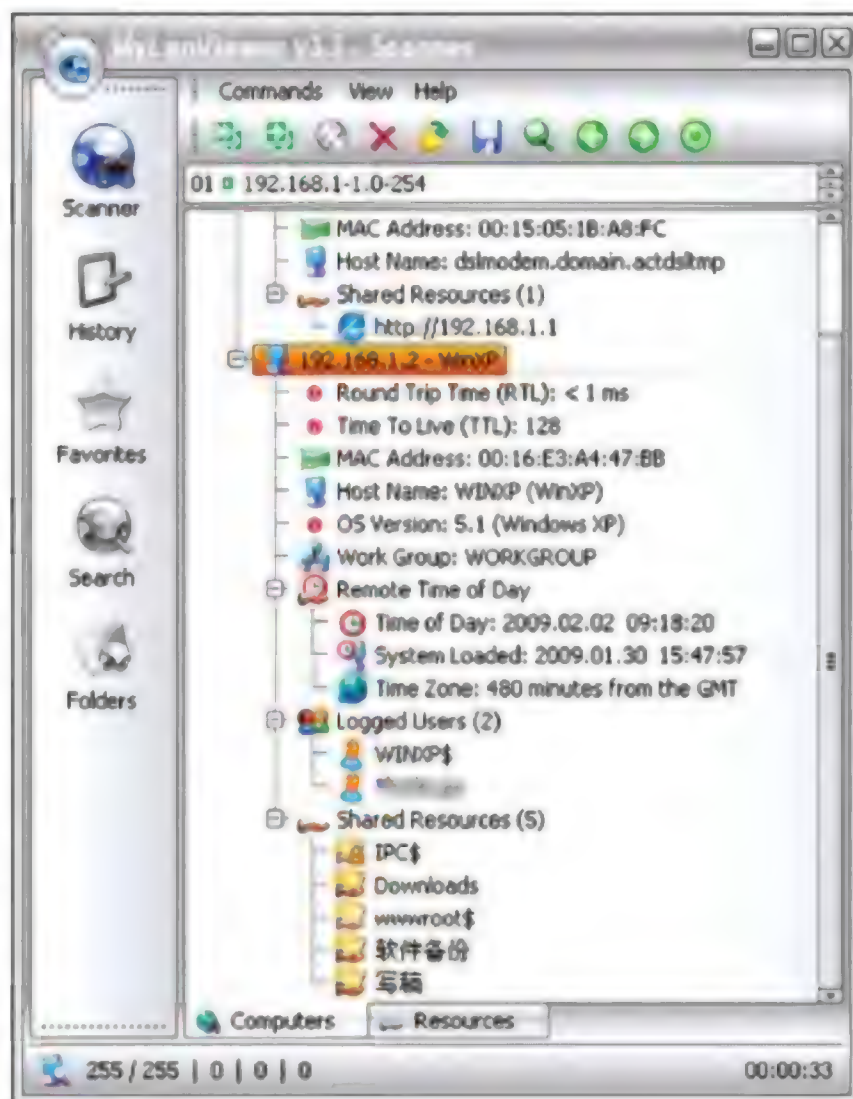 MyLanViewer v3.1 - Scanner
Commands View Help
01 192.168.1-1.0-254
Scanner
History
Favorites
Search
Folders
MAC Address: 00:15:05:1B:A8:FC
Host Name: dslmodem.domain.actdsltmp
Shared Resources (1)
http://192.168.1.1
192.168.1.2 - WinXP
Round Trip Time (RTL): < 1 ms
Time To Live (TTL): 128
MAC Address: 00:16:E3:A4:47:BB
Host Name: WINXP (WinXP)
OS Version: 5.1 (Windows XP)
Work Group: WORKGROUP
Remote Time of Day
Time of Day: 2009.02.02 09:18:20
System Loaded: 2009.01.30 15:47:57
Time Zone: 480 minutes from the GMT
Logged Users (2)
WINXP$
Shared Resources (5)
IPC$
Downloads
wwwroot$
软件备份
写稿
Computers Resources
255 / 255 | 0 | 0 | 0 00:00:33